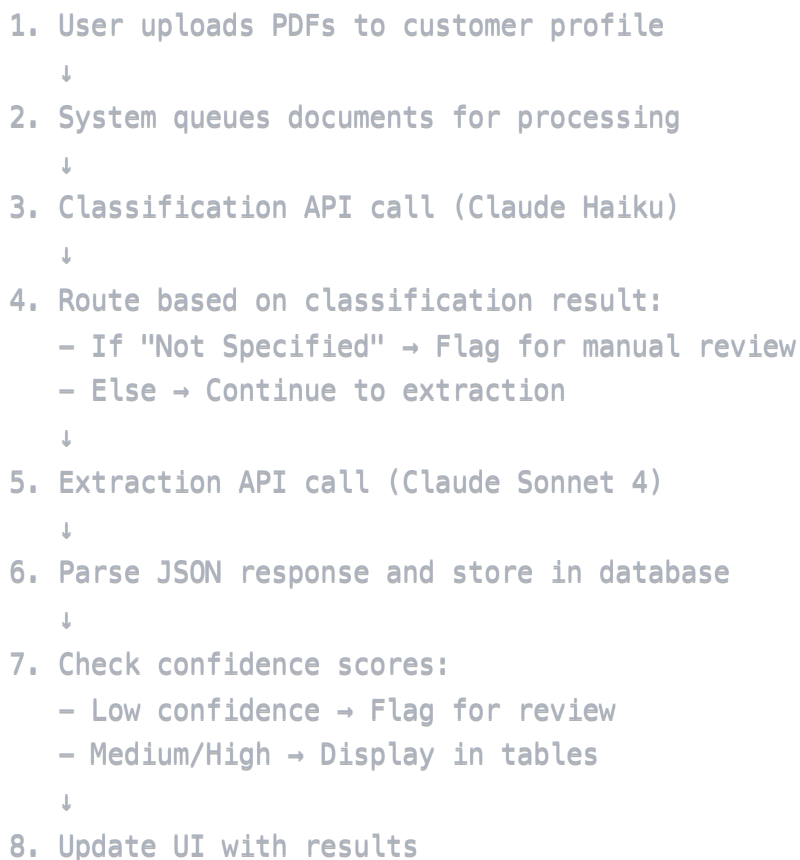 1. User uploads PDFs to customer profile
↓
2. System queues documents for processing
↓
3. Classification API call (Claude Haiku)
↓
4. Route based on classification result:
– If "Not Specified" → Flag for manual review
– Else → Continue to extraction
↓
5. Extraction API call (Claude Sonnet 4)
↓
6. Parse JSON response and store in database
↓
7. Check confidence scores:
– Low confidence → Flag for review
– Medium/High → Display in tables
↓
8. Update UI with results